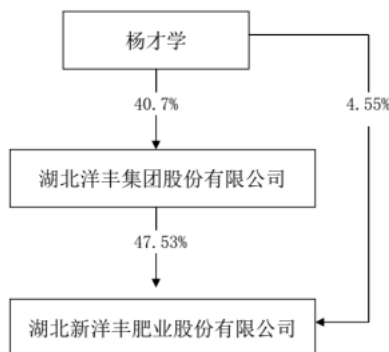 杨才学
40.7%
4.55%
湖北洋丰集团股份有限公司
47.53%
湖北新洋丰肥业股份有限公司